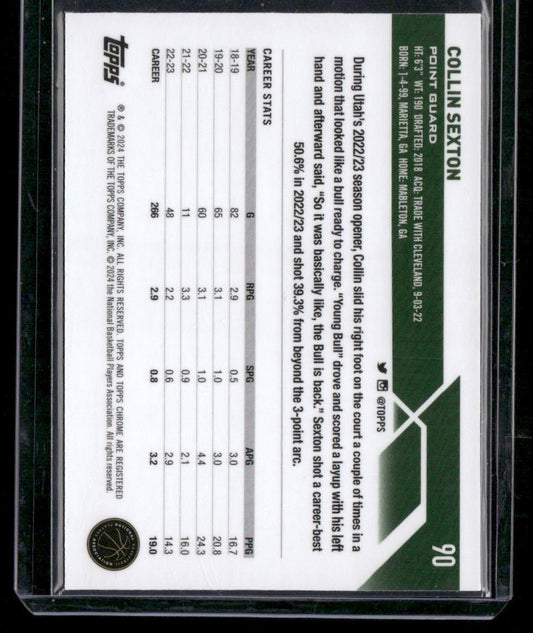 COLLIN SEXTON
90
POINT GUARD
HT: 6'3" WT: 190 DRAFTED: 2018 ACQ: TRADE WITH CLEVELAND, 9-03-22
BORN: 1-4-99, MARIETTA, GA HOME: MABLETON, GA
@TOPPS
During Utah's 2022/23 season opener, Collin slid his right foot on the court a couple of times in a
motion that looked like a bull ready to charge. "Young Bull" drove and scored a layup with his left
hand and afterward said, "So it was basically like, the Bull is back." Sexton shot a career-best
50.6% in 2022/23 and shot 39.3% from beyond the 3-point arc.
CAREER STATS
YEAR G RPG SPG APG PPG
18-19 82 2.9 0.5 3.0 16.7
19-20 65 3.1 1.0 3.0 20.8
20-21 60 3.1 1.0 4.4 24.3
21-22 11 3.3 0.9 2.1 16.0
22-23 48 2.2 0.6 2.9 14.3
CAREER 266 2.9 0.8 3.2 19.0
topps
® & © 2024 THE TOPPS COMPANY, INC. ALL RIGHTS RESERVED. TOPPS AND TOPPS CHROME ARE REGISTERED
TRADEMARKS OF THE TOPPS COMPANY, INC. © 2024 the National Basketball Players Association. All rights reserved.